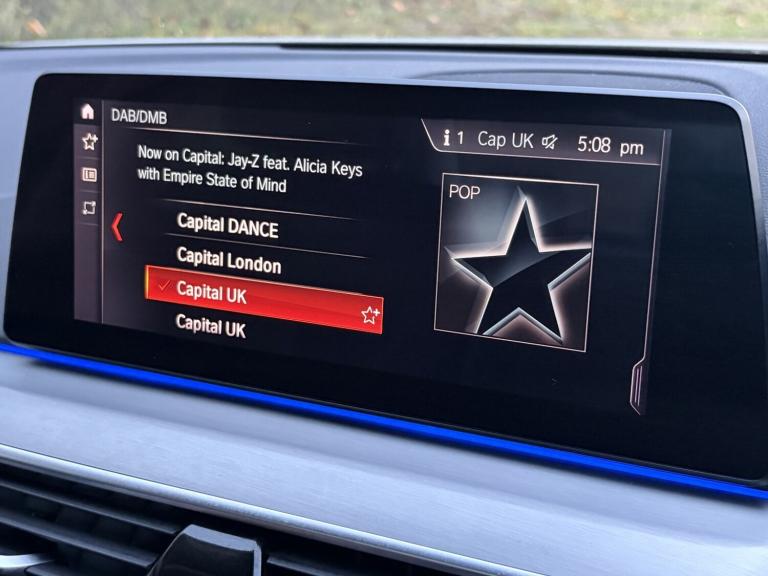 DAB/DMB
1 Cap UK 5:08 pm
Now on Capital: Jay-Z feat. Alicia Keys
with Empire State of Mind
Capital DANCE
Capital London
Capital UK
Capital UK
POP